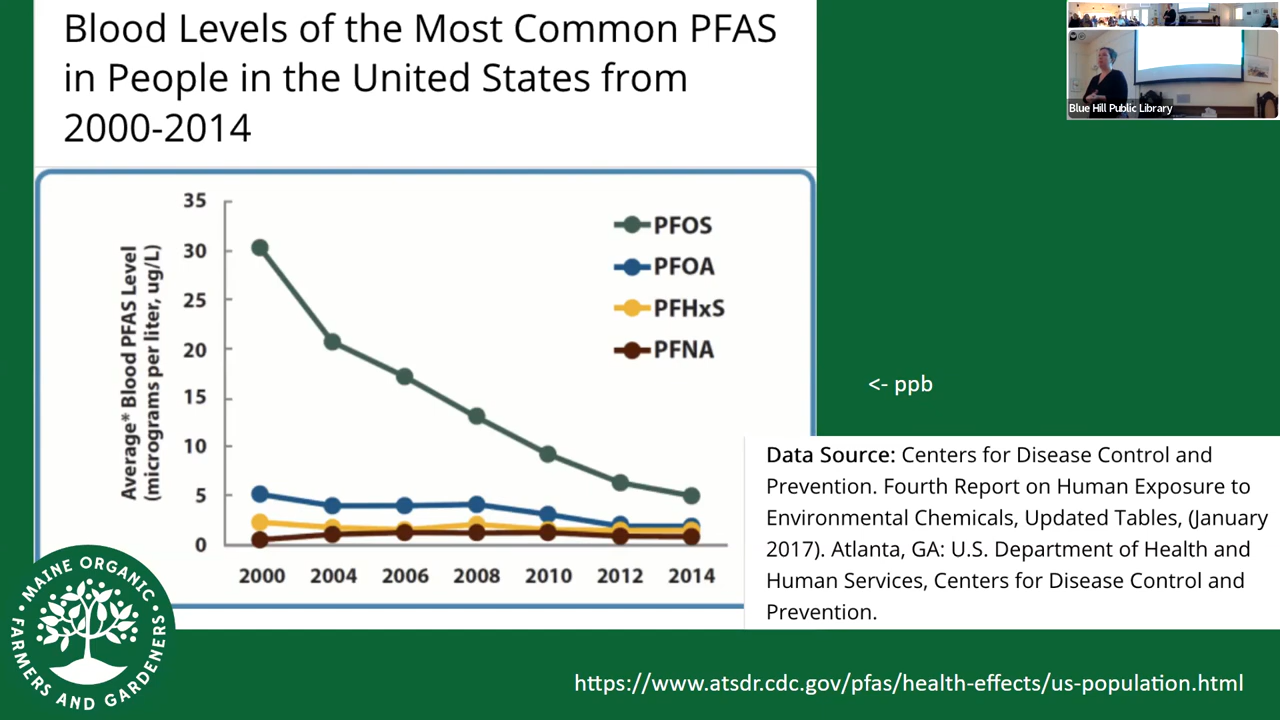 Blood Levels of the Most Common PFAS
in People in the United States from
2000-2014
Blue Hill Public Library
Average* Blood PFAS Level
(micrograms per liter, ug/L)
35
30
25
20
15
10
5
0
2000 2004 2006 2008 2010 2012 2014
PFOS
PFOA
PFHxS
PFNA
<- ppb
Data Source: Centers for Disease Control and
Prevention. Fourth Report on Human Exposure to
Environmental Chemicals, Updated Tables, (January
2017). Atlanta, GA: U.S. Department of Health and
Human Services, Centers for Disease Control and
Prevention.
MAINE ORGANIC
FARMERS AND GARDENERS
https://www.atsdr.cdc.gov/pfas/health-effects/us-population.html